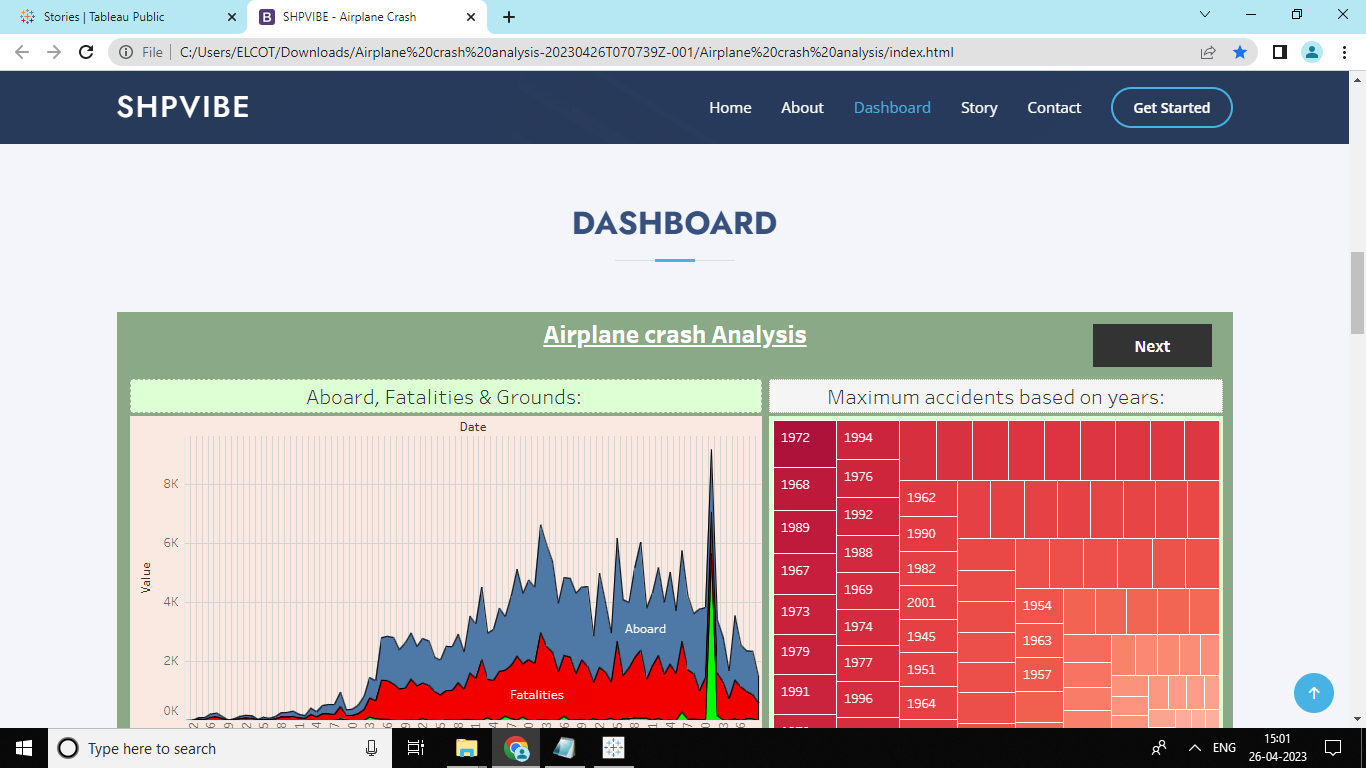 Stories | Tableau Public
SHPVIBE - Airplane Crash
File
C:/Users/ELCOT/Downloads/Airplane%20crash%20analysis-20230426T070739Z-001/Airplane%20crash%20analysis/index.html
SHPVIBE
Home
About
Dashboard
Story
Contact
Get Started
DASHBOARD
Airplane crash Analysis
Next
Aboard, Fatalities & Grounds:
Date
8K
6K
4K
2K
0K
Value
Aboard
Fatalities
Maximum accidents based on years:
1972
1968
1989
1967
1973
1979
1991
1994
1976
1992
1988
1969
1974
1977
1996
1962
1990
1982
2001
1945
1951
1964
1954
1963
1957
Type here to search
ENG
15:01
26-04-2023